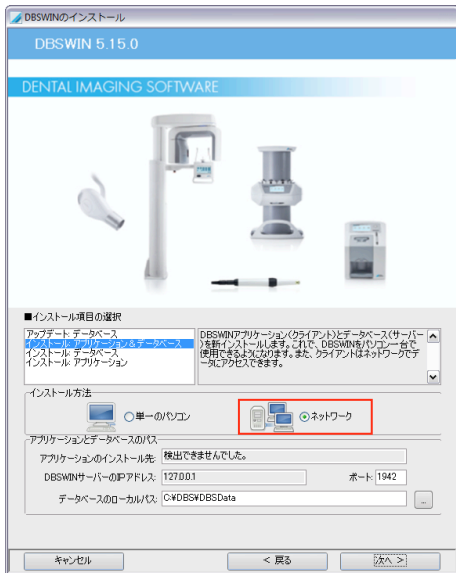 DBSWINのインストール
DBSWIN 5.15.0
DENTAL IMAGING SOFTWARE
■インストール項目の選択
アップデート: データベース
インストール: アプリケーション＆データベース
インストール: データベース
インストール: アプリケーション
DBSWINアプリケーション(クライアント)とデータベース(サーバー
)を新インストールします。これで、DBSWINをパソコン一台で
使用できるようになります。また、クライアントはネットワークでデ
ータにアクセスできます。
インストール方法
単一のパソコン
ネットワーク
アプリケーションとデータベースのパス
アプリケーションのインストール先: 検出できませんでした。
DBSWINサーバーのIPアドレス: 127.0.0.1 ポート: 1942
データベースのローカルパス: C:¥DBS¥DBSData ...
キャンセル < 戻る 次へ >